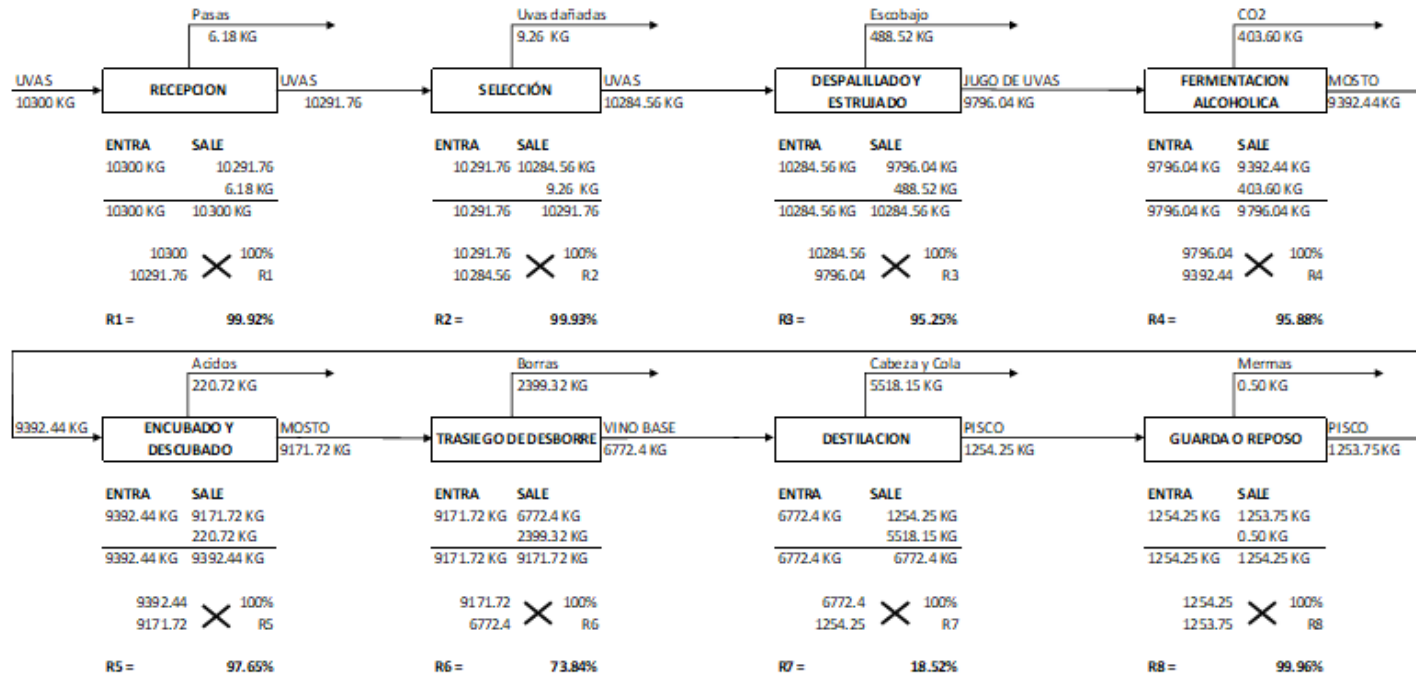 Pasas
6.18 KG
Uvas dañadas
9.26 KG
Escobajo
488.52 KG
CO2
403.60 KG
UVAS
10300 KG
RECEPCION
UVAS
10291.76
SELECCIÓN
UVAS
10284.56 KG
DESPALILLADO Y
ESTRUJADO
JUGO DE UVAS
9796.04 KG
FERMENTACION
ALCOHOLICA
MOSTO
9392.44 KG
ENTRA SALE
10300 KG 10291.76
6.18 KG
10300 KG 10300 KG
10300 100%
10291.76 R1
R1 = 99.92%
ENTRA SALE
10291.76 10284.56 KG
9.26 KG
10291.76 10291.76
10291.76 100%
10284.56 R2
R2 = 99.93%
ENTRA SALE
10284.56 KG 9796.04 KG
488.52 KG
10284.56 KG 10284.56 KG
10284.56 100%
9796.04 R3
R3 = 95.25%
ENTRA SALE
9796.04 KG 9392.44 KG
403.60 KG
9796.04 KG 9796.04 KG
9796.04 100%
9392.44 R4
R4 = 95.88%
Acidos
220.72 KG
Borras
2399.32 KG
Cabeza y Cola
5518.15 KG
Mermas
0.50 KG
9392.44 KG
ENCUBADO Y
DESCUBADO
MOSTO
9171.72 KG
TRASIEGO DE DESBORRE
VINO BASE
6772.4 KG
DESTILACION
PISCO
1254.25 KG
GUARDA O REPOSO
PISCO
1253.75 KG
ENTRA SALE
9392.44 KG 9171.72 KG
220.72 KG
9392.44 KG 9392.44 KG
9392.44 100%
9171.72 R5
R5 = 97.65%
ENTRA SALE
9171.72 KG 6772.4 KG
2399.32 KG
9171.72 KG 9171.72 KG
9171.72 100%
6772.4 R6
R6 = 73.84%
ENTRA SALE
6772.4 KG 1254.25 KG
5518.15 KG
6772.4 KG 6772.4 KG
6772.4 100%
1254.25 R7
R7 = 18.52%
ENTRA SALE
1254.25 KG 1253.75 KG
0.50 KG
1254.25 KG 1254.25 KG
1254.25 100%
1253.75 R8
R8 = 99.96%